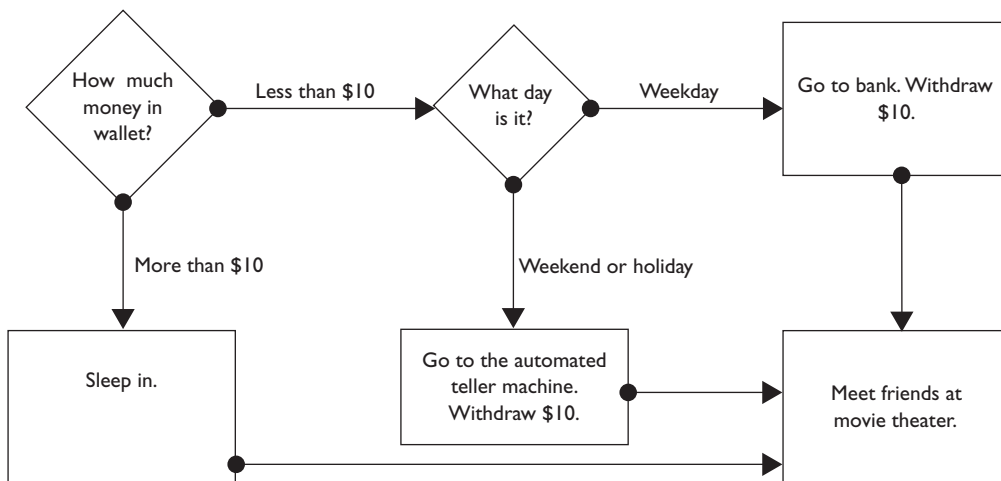 How much
money in
wallet?
Less than $10
What day
is it?
Weekday
Go to bank. Withdraw
$10.
More than $10
Weekend or holiday
Sleep in.
Go to the automated
teller machine.
Withdraw $10.
Meet friends at
movie theater.